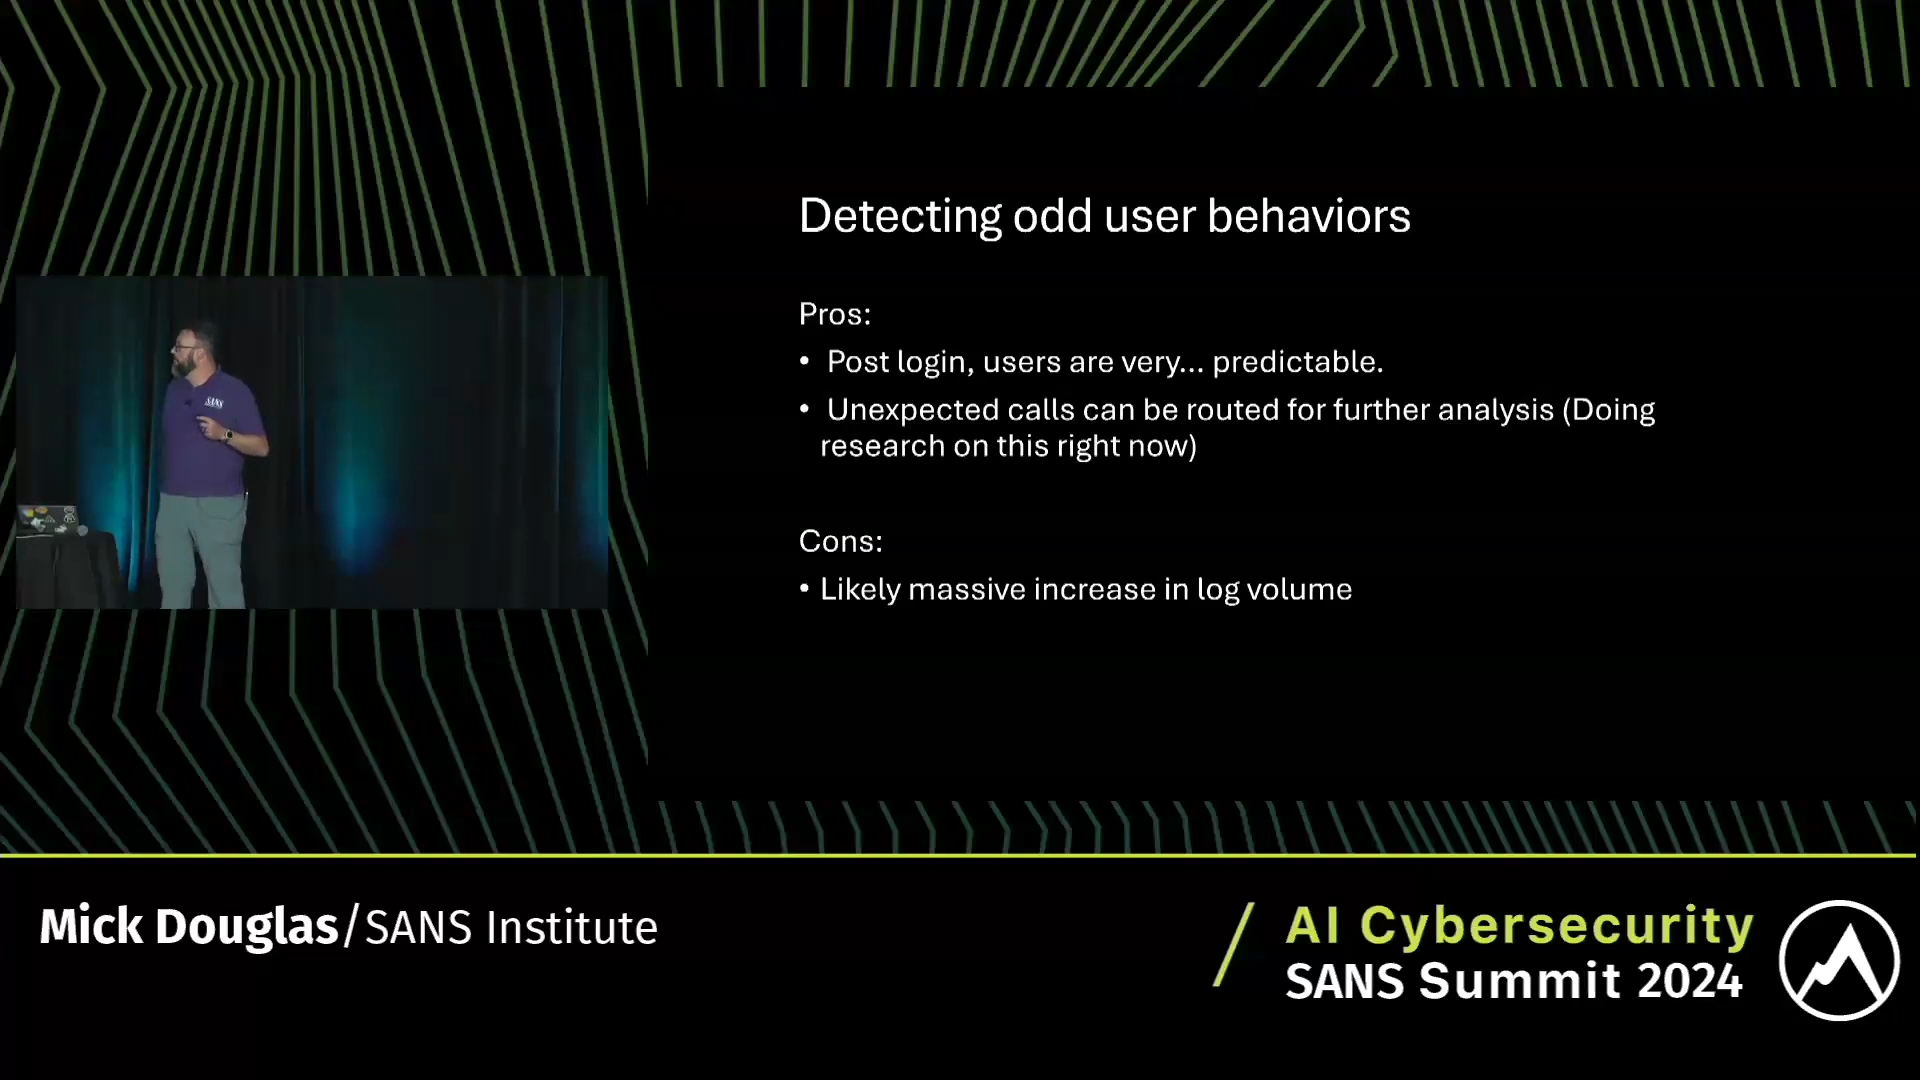 Detecting odd user behaviors
Pros:
• Post login, users are very... predictable.
• Unexpected calls can be routed for further analysis (Doing
research on this right now)
Cons:
• Likely massive increase in log volume
SANS
Mick Douglas/SANS Institute
AI Cybersecurity
SANS Summit 2024